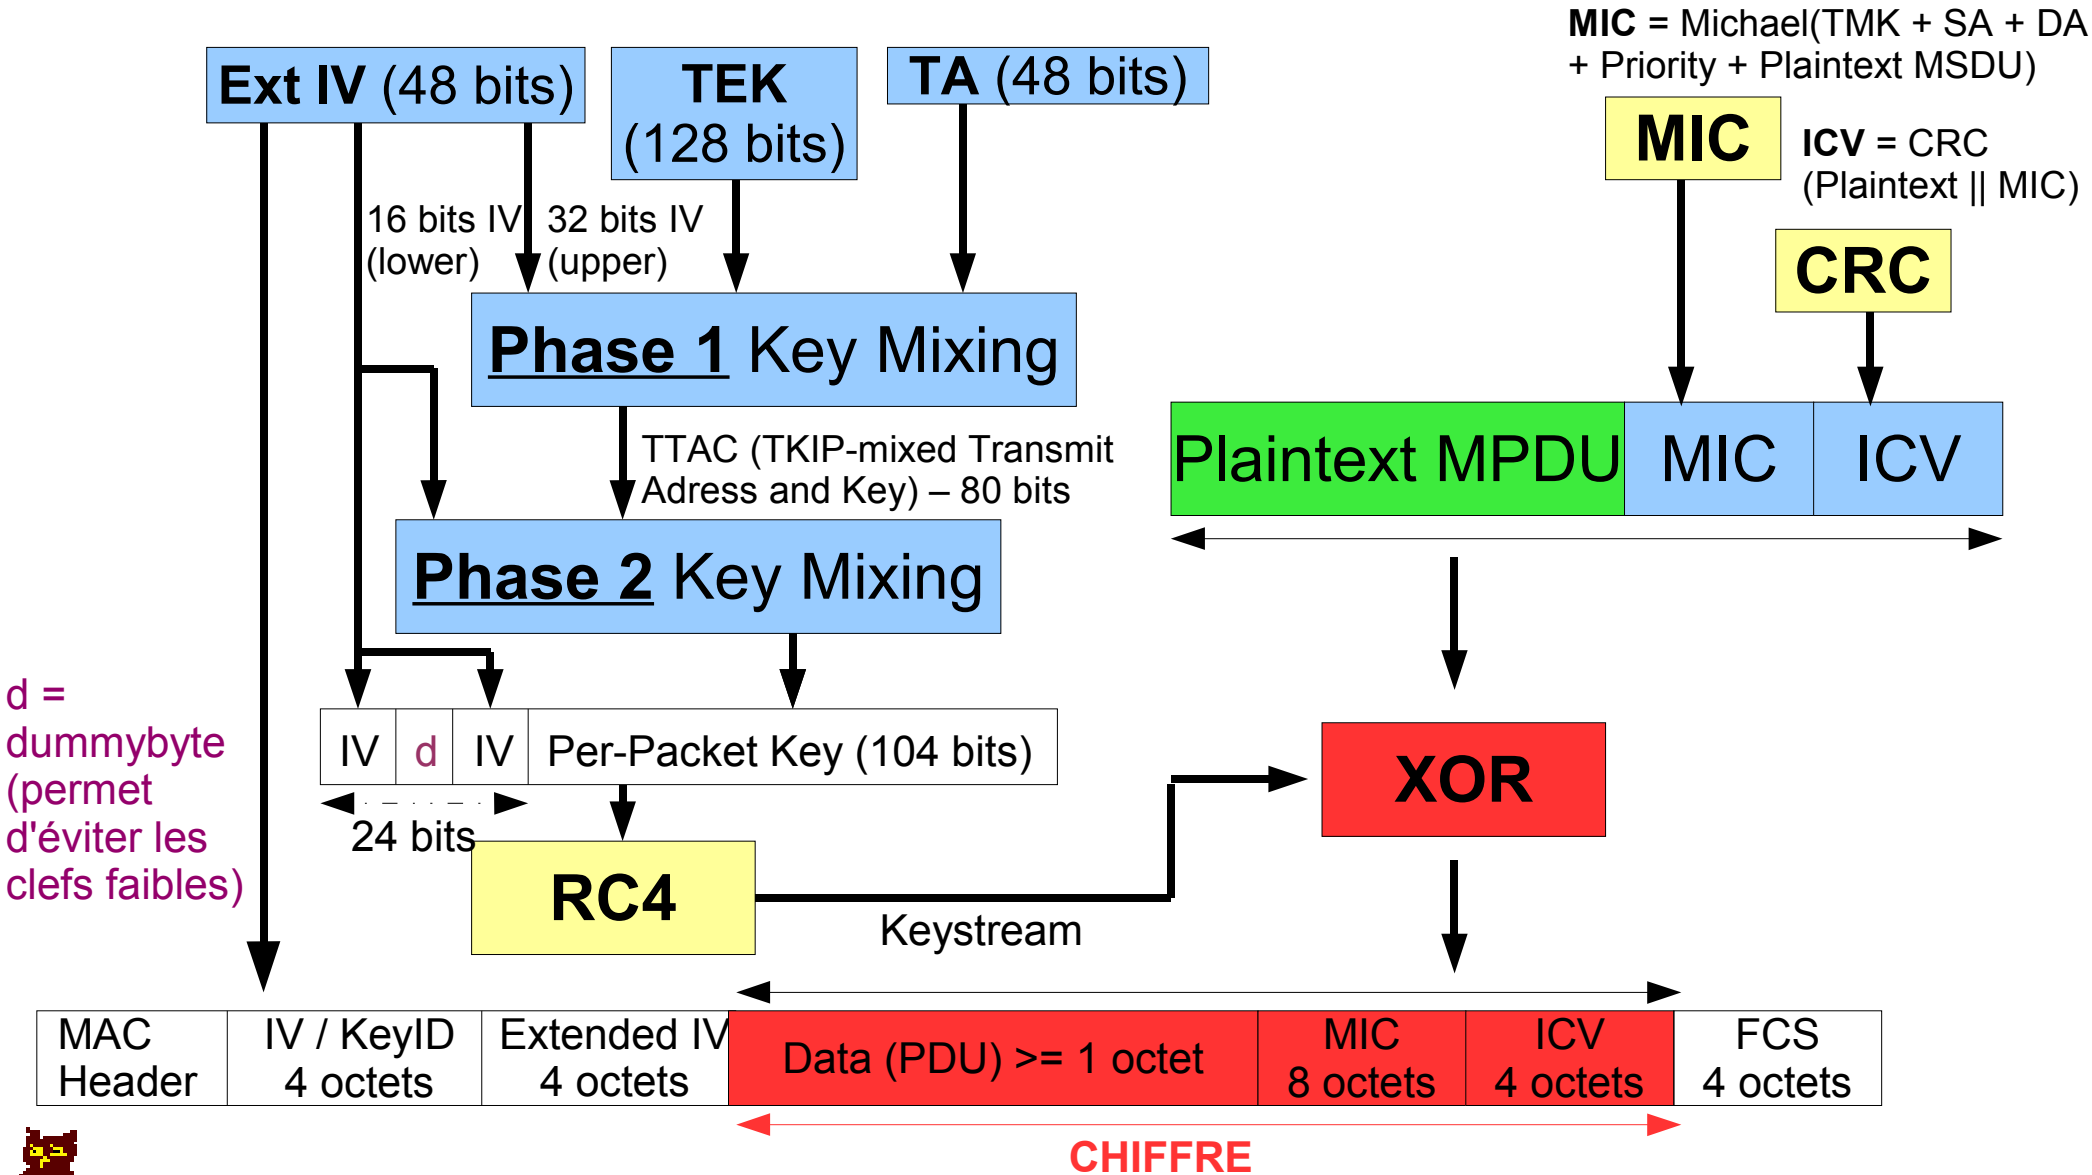 MIC = Michael(TMK + SA + DA
+ Priority + Plaintext MSDU)
Ext IV (48 bits)
TEK
(128 bits)
TA (48 bits)
MIC
ICV = CRC
(Plaintext || MIC)
16 bits IV
(lower)
32 bits IV
(upper)
CRC
Phase 1 Key Mixing
TTAC (TKIP-mixed Transmit
Adress and Key) – 80 bits
Plaintext MPDU
MIC
ICV
Phase 2 Key Mixing
d =
dummybyte
(permet
d'éviter les
clefs faibles)
IV
d
IV
Per-Packet Key (104 bits)
24 bits
XOR
RC4
Keystream
MAC
Header
IV / KeyID
4 octets
Extended IV
4 octets
Data (PDU) >= 1 octet
MIC
8 octets
ICV
4 octets
FCS
4 octets
CHIFFRE